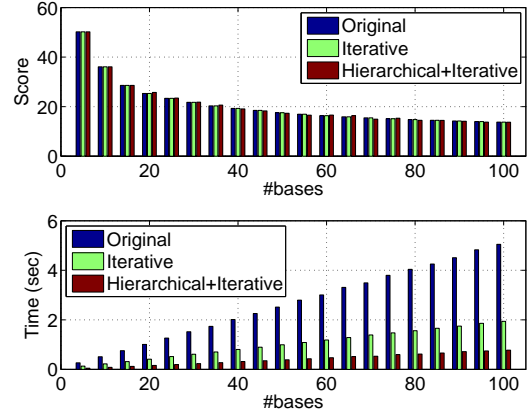 60
40
20
0
Score
Original
Iterative
Hierarchical+Iterative
0 20 40 60 80 100
#bases
6
4
2
0
Time (sec)
Original
Iterative
Hierarchical+Iterative
0 20 40 60 80 100
#bases